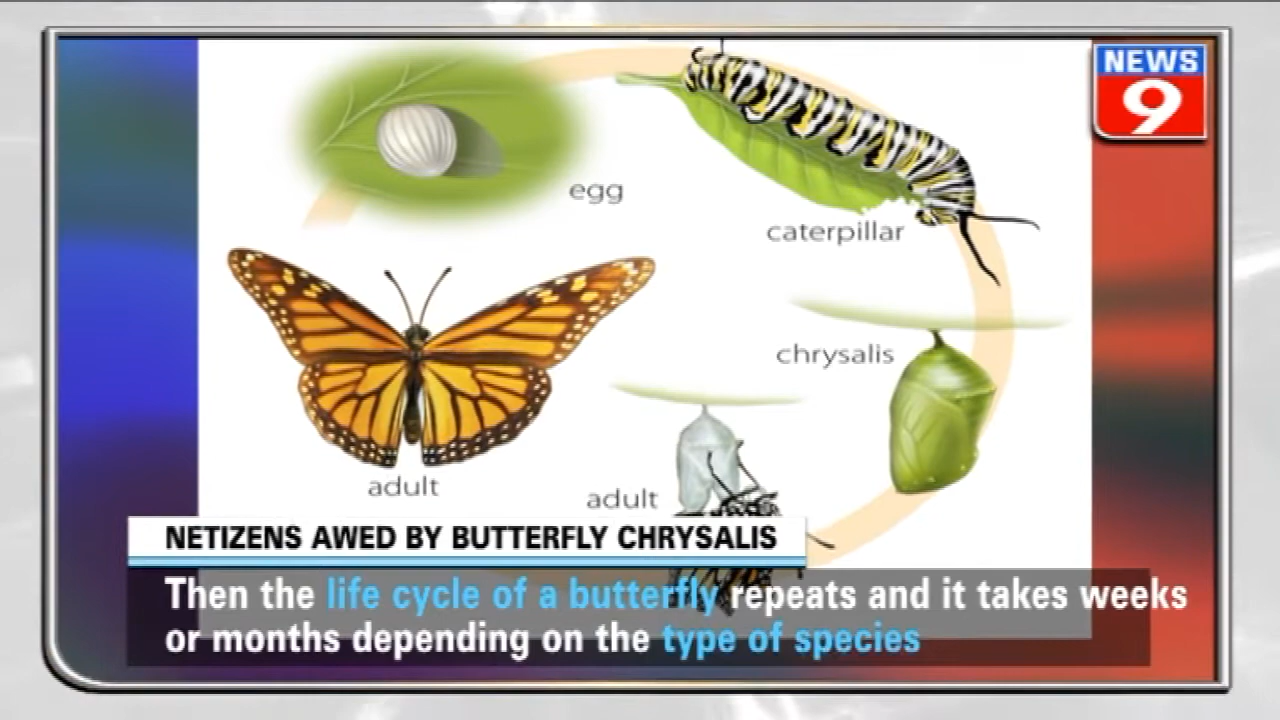 NEWS
9
egg
caterpillar
chrysalis
adult
adult
NETIZENS AWED BY BUTTERFLY CHRYSALIS
Then the life cycle of a butterfly repeats and it takes weeks
or months depending on the type of species